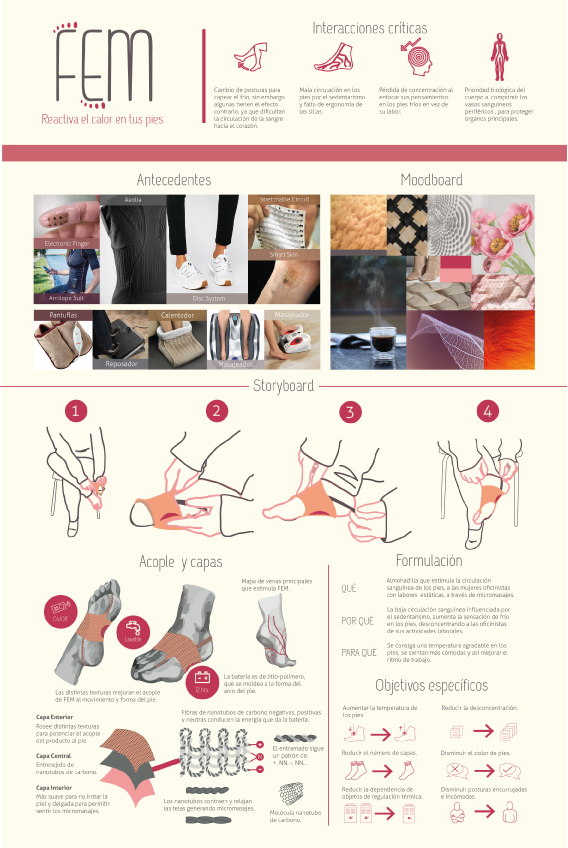 FEM
Reactiva el calor en tus pies
Interacciones críticas
Cambio de posturas para
capear el frío, sin embargo
algunas tienen el efecto
contrario, ya que dificultan
la circulación de la sangre
hacia el corazón.
Mala circulación en los
pies por el sedentarismo
y falta de ergonomía de
las sillas.
Pérdida de concentración al
enfocar sus pensamientos
en los pies fríos en vez de
su labor.
Prioridad biológica del
cuerpo a comprimir los
vasos sanguíneos
periféricos, para proteger
organos principales.
Antecedentes
Electronic Finger
Antilope Suit
Aaolia
Disc System
Stretchable Circuit
Smart Skin
Pantuflas
Reposador
Calentador
Masajeador
Masajeador
Moodboard
Storyboard
1
2
3
4
Acople y capas
On/Off
Lavable
12 hrs.
Mapa de venas principales
que estimula FEM.
La batería es de litio-polímero,
que se moldea a la forma del
arco del pie.
Las distintas texturas mejoran el acople
de FEM al movimiento y forma del pie.
Capa Exterior
Posee distintas texturas
para potenciar el acople
del producto al pie.
Capa Central
Entretejido de
nanotubos de carbono.
Capa Interior
Más suave para no irritar la
piel y delgada para permitir
sentir los micromasajes.
Fibras de nanotubos de carbono negativas, positivas
y neutras conducen la energía que da la batería.
+
N
-
El entramado sigue
un patrón de:
+, NN, -, NN...
Los nanotubos contraen y relajan
las telas generando micromasajes.
Molécula nanotubo
de carbono.
Formulación
QUÉ
Almohadilla que estimula la circulación
sanguínea de los pies, a las mujeres oficinistas
con labores estáticas, a través de micromasajes.
POR QUÉ
La baja circulación sanguínea influenciada por
el sedentarismo, aumenta la sensación de frío
en los pies, desconcentrando a las oficinistas
de sus actividades laborales.
PARA QUÉ
Se consiga una temperatura agradable en los
pies, se sientan más cómodas y así mejorar el
ritmo de trabajo.
Objetivos específicos
Aumentar la temperatura de
los pies.
Reducir la desconcentración.
Reducir el número de capas.
Disminuir el dolor de pies.
Reducir la dependencia de
objetos de regulación térmica.
Disminuir posturas encurrujadas
e incómodas.